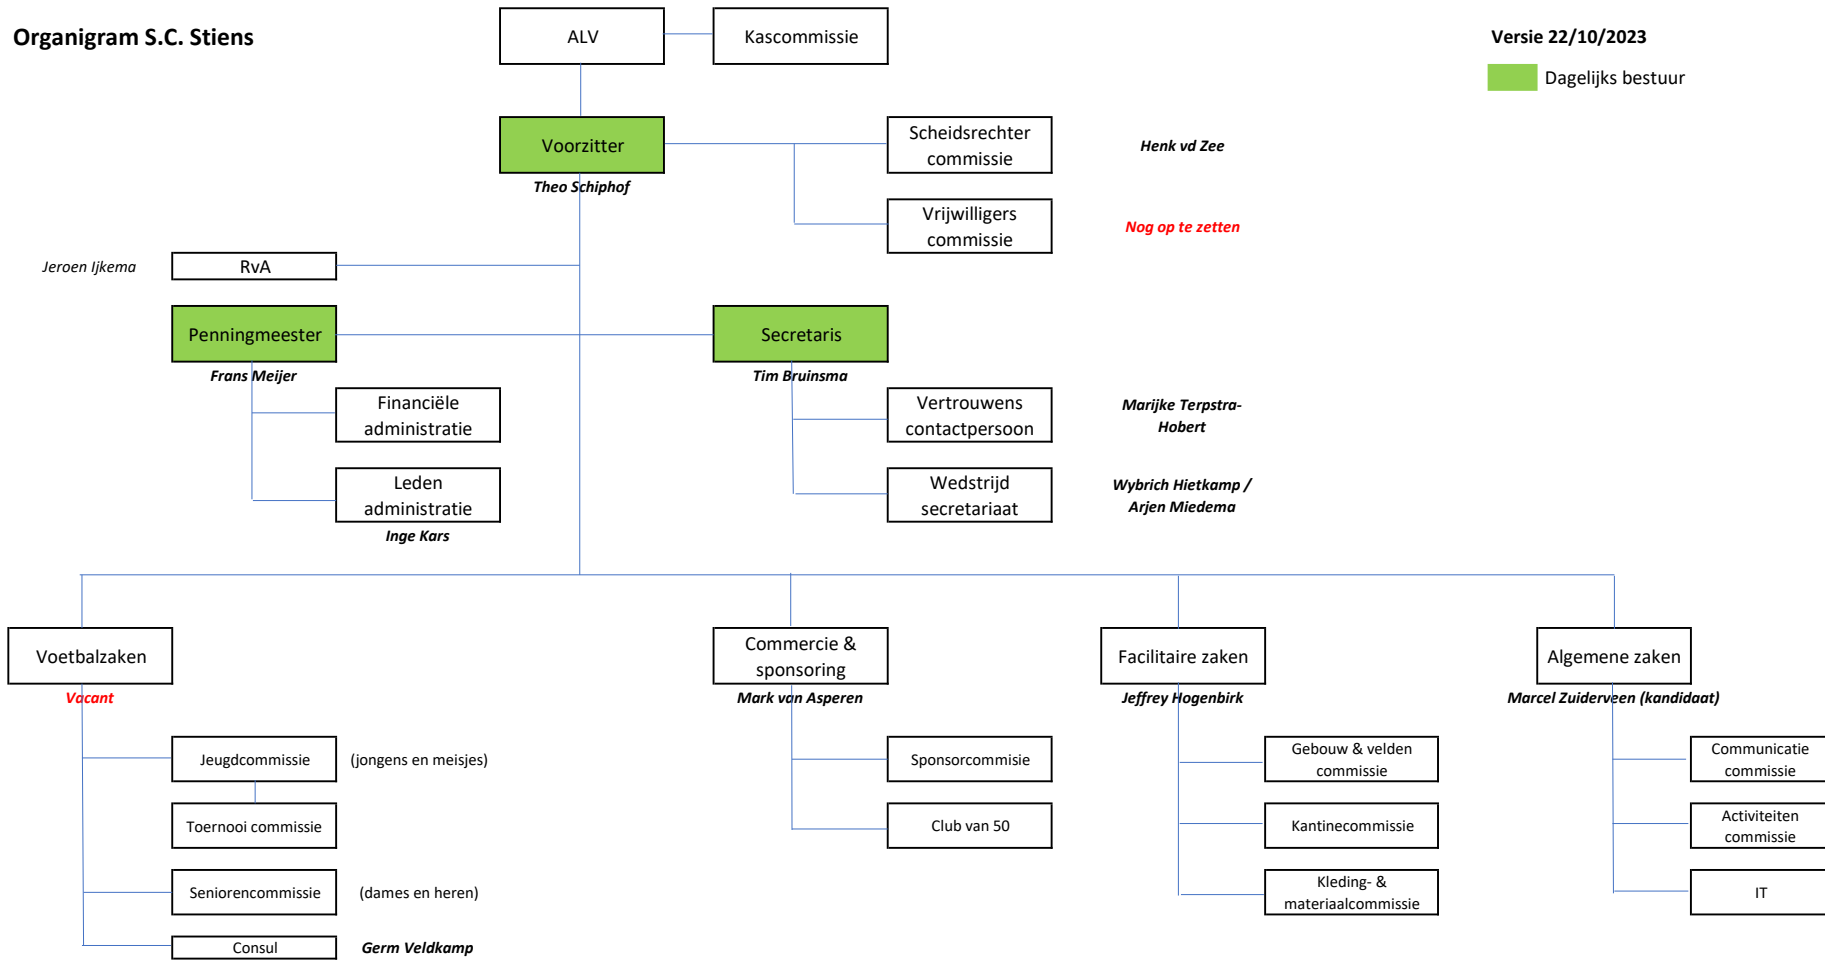 Organigram S.C. Stiens
ALV
Kascommissie
Versie 22/10/2023
Dagelijks bestuur
Voorzitter
Theo Schiphof
Scheidsrechter
commissie
Henk vd Zee
Vrijwilligers
commissie
Nog op te zetten
Jeroen Ijkema
RvA
Penningmeester
Frans Meijer
Secretaris
Tim Bruinsma
Financiële
administratie
Vertrouwens
contactpersoon
Marijke Terpstra-
Hobert
Leden
administratie
Inge Kars
Wedstrijd
secretariaat
Wybrich Hietkamp /
Arjen Miedema
Voetbalzaken
Vacant
Commercie &
sponsoring
Mark van Asperen
Facilitaire zaken
Jeffrey Hogenbirk
Algemene zaken
Marcel Zuiderveen (kandidaat)
Jeugdcommissie
(jongens en meisjes)
Toernooi commissie
Seniorencommissie
(dames en heren)
Consul
Germ Veldkamp
Sponsorcommisie
Club van 50
Gebouw & velden
commissie
Kantinecommissie
Kleding- &
materiaalcommissie
Communicatie
commissie
Activiteiten
commissie
IT